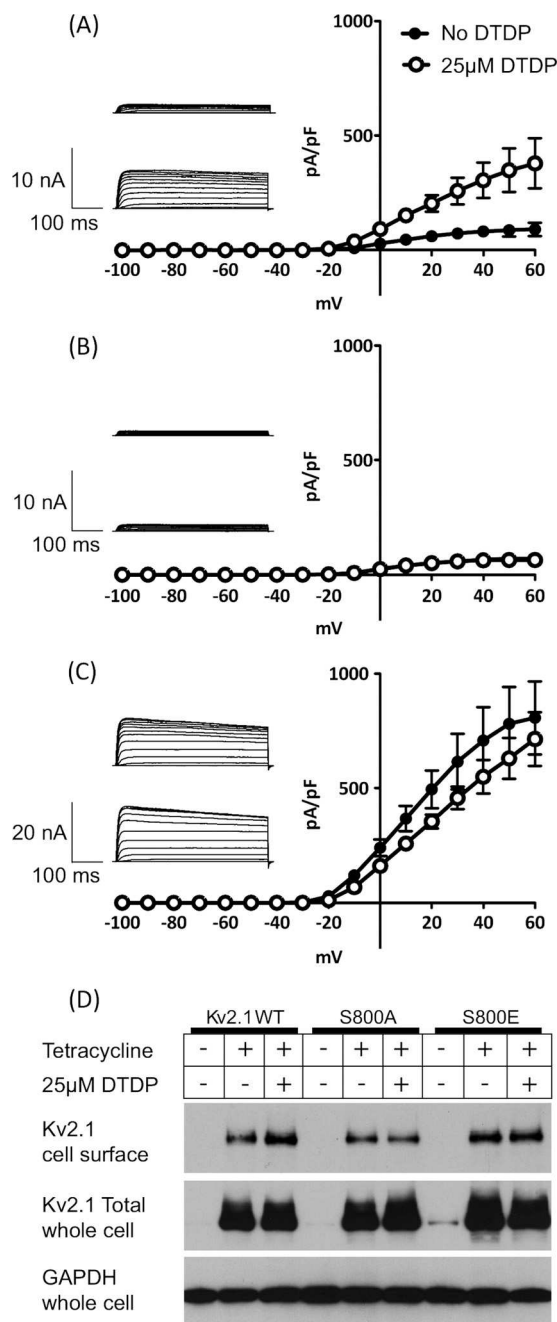 (A)
1000
No DTDP
25µM DTDP
500
pA/pF
10 nA
100 ms
-100 -80 -60 -40 -20 20 40 60
mV
(B)
1000
500
pA/pF
10 nA
100 ms
-100 -80 -60 -40 -20 20 40 60
mV
(C)
1000
500
pA/pF
20 nA
100 ms
-100 -80 -60 -40 -20 20 40 60
mV
(D)
Kv2.1WT S800A S800E
Tetracycline - + + - + + - + +
25µM DTDP - - + - - + - - +
Kv2.1
cell surface
Kv2.1 Total
whole cell
GAPDH
whole cell